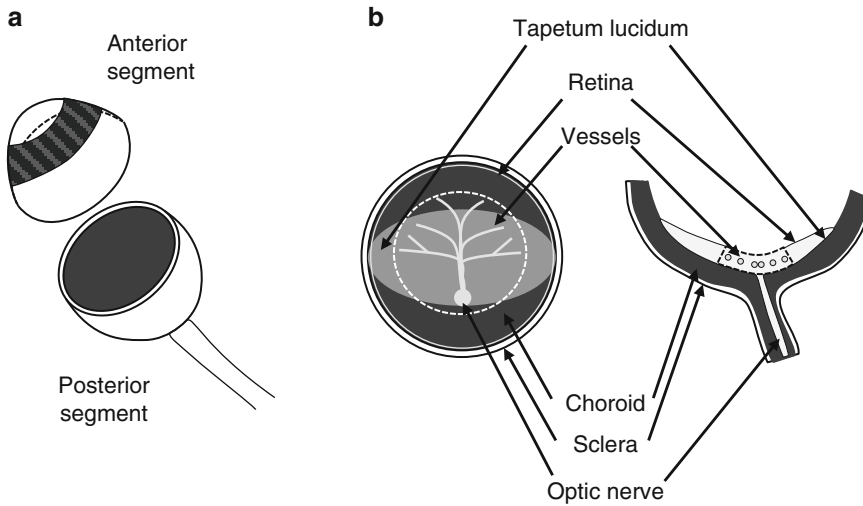 a
Anterior
segment
Posterior
segment
b
Tapetum lucidum
Retina
Vessels
Choroid
Sclera
Optic nerve